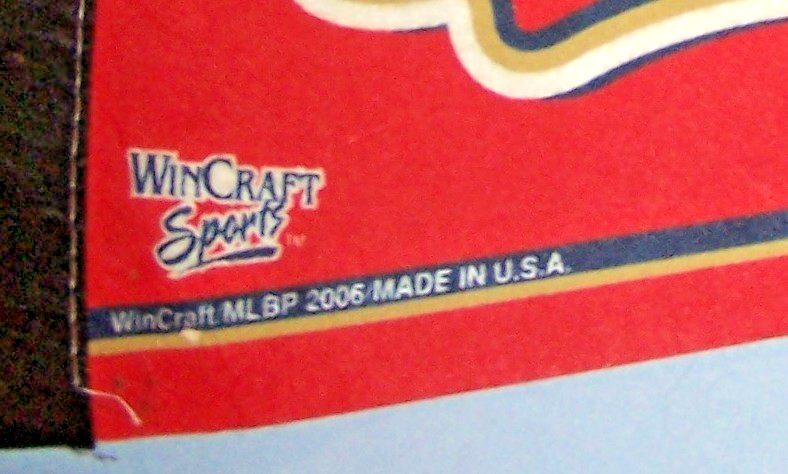 WINCRAFT
Sports
TM
WinCraft MLBP 2006 MADE IN U.S.A.